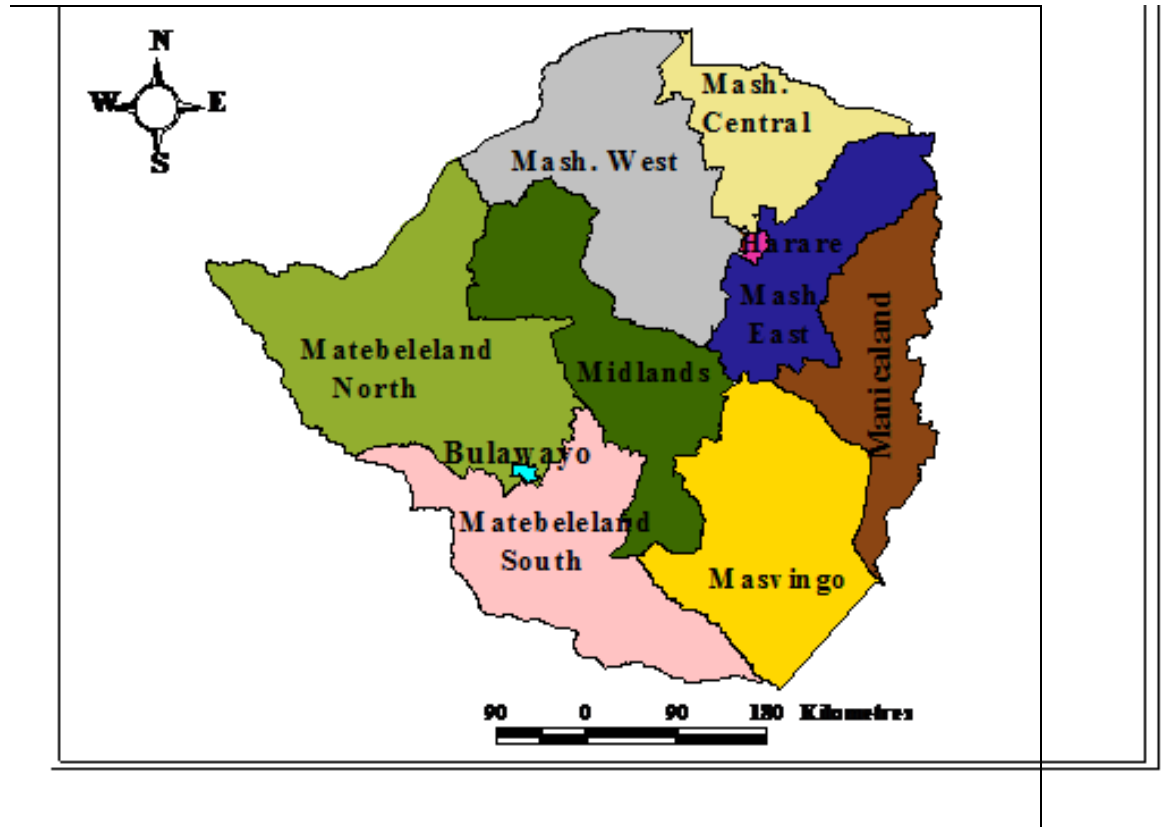 N
W E
S
Mash.
Central
Mash. West
Harare
Mash.
East
Manicaland
Matebeleland
North
Midlands
Bulawayo
Matebeleland
South
Masvingo
90 0 90 180 Kilometres